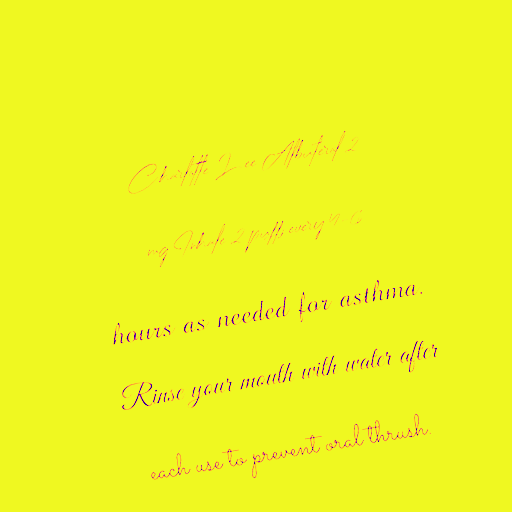 Charlotte Lee Albuterol 2
mg Inhale 2 puffs every 4-6
hours as needed for asthma.
Rinse your mouth with water after
each use to prevent oral thrush.